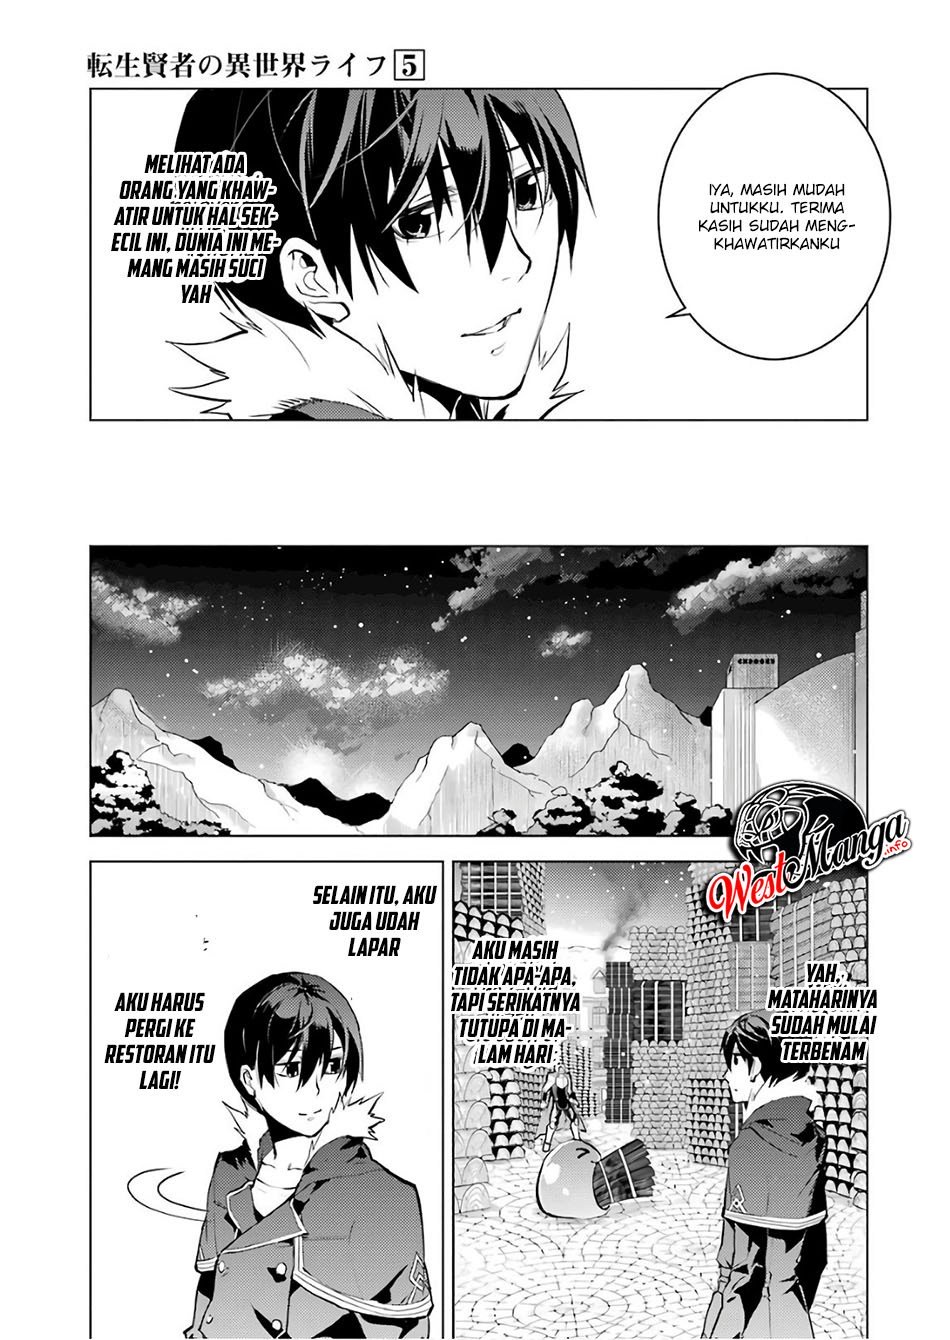 転生賢者の異世界ライフ 5
IYA, MASIH MUDAH
UNTUKKU. TERIMA
KASIH SUDAH MENG-
KHAWATIRKANKU
MELIHAT ADA
ORANG YANG KHAW-
ATIR UNTUK HAL SEK-
ECIL INI, DUNIA INI ME-
MANG MASIH SUCI
YAH
WestManga
.info
YAH,
MATAHARINYA
SUDAH MULAI
TERBENAM
AKU MASIH
TIDAK APA-APA,
TAPI SERIKATNYA
TUTUPA DI MA-
LAM HARI
SELAIN ITU, AKU
JUGA UDAH
LAPAR
AKU HARUS
PERGI KE
RESTORAN ITU
LAGI!